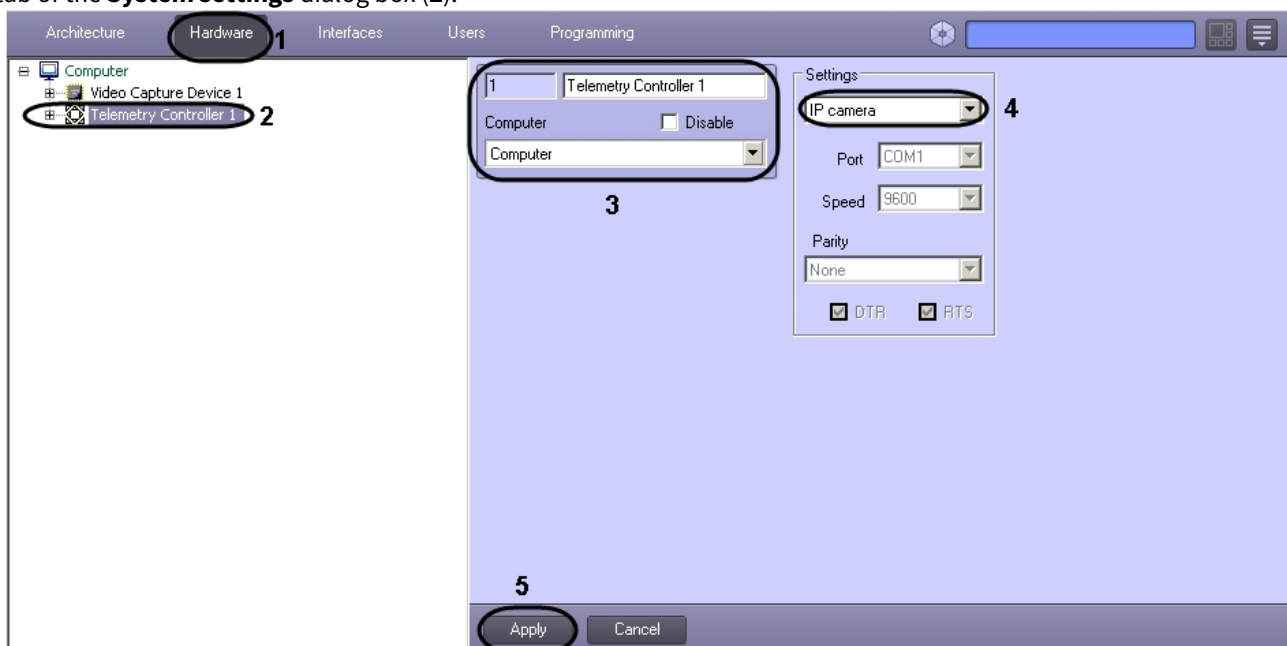 tab of the System settings dialog box (2).
Architecture Hardware 1 Interfaces Users Programming
Computer
Video Capture Device 1
Telemetry Controller 1 2
1 Telemetry Controller 1
Computer Disable
Computer
3
Settings
IP camera 4
Port COM1
Speed 9600
Parity
None
DTR RTS
5
Apply Cancel